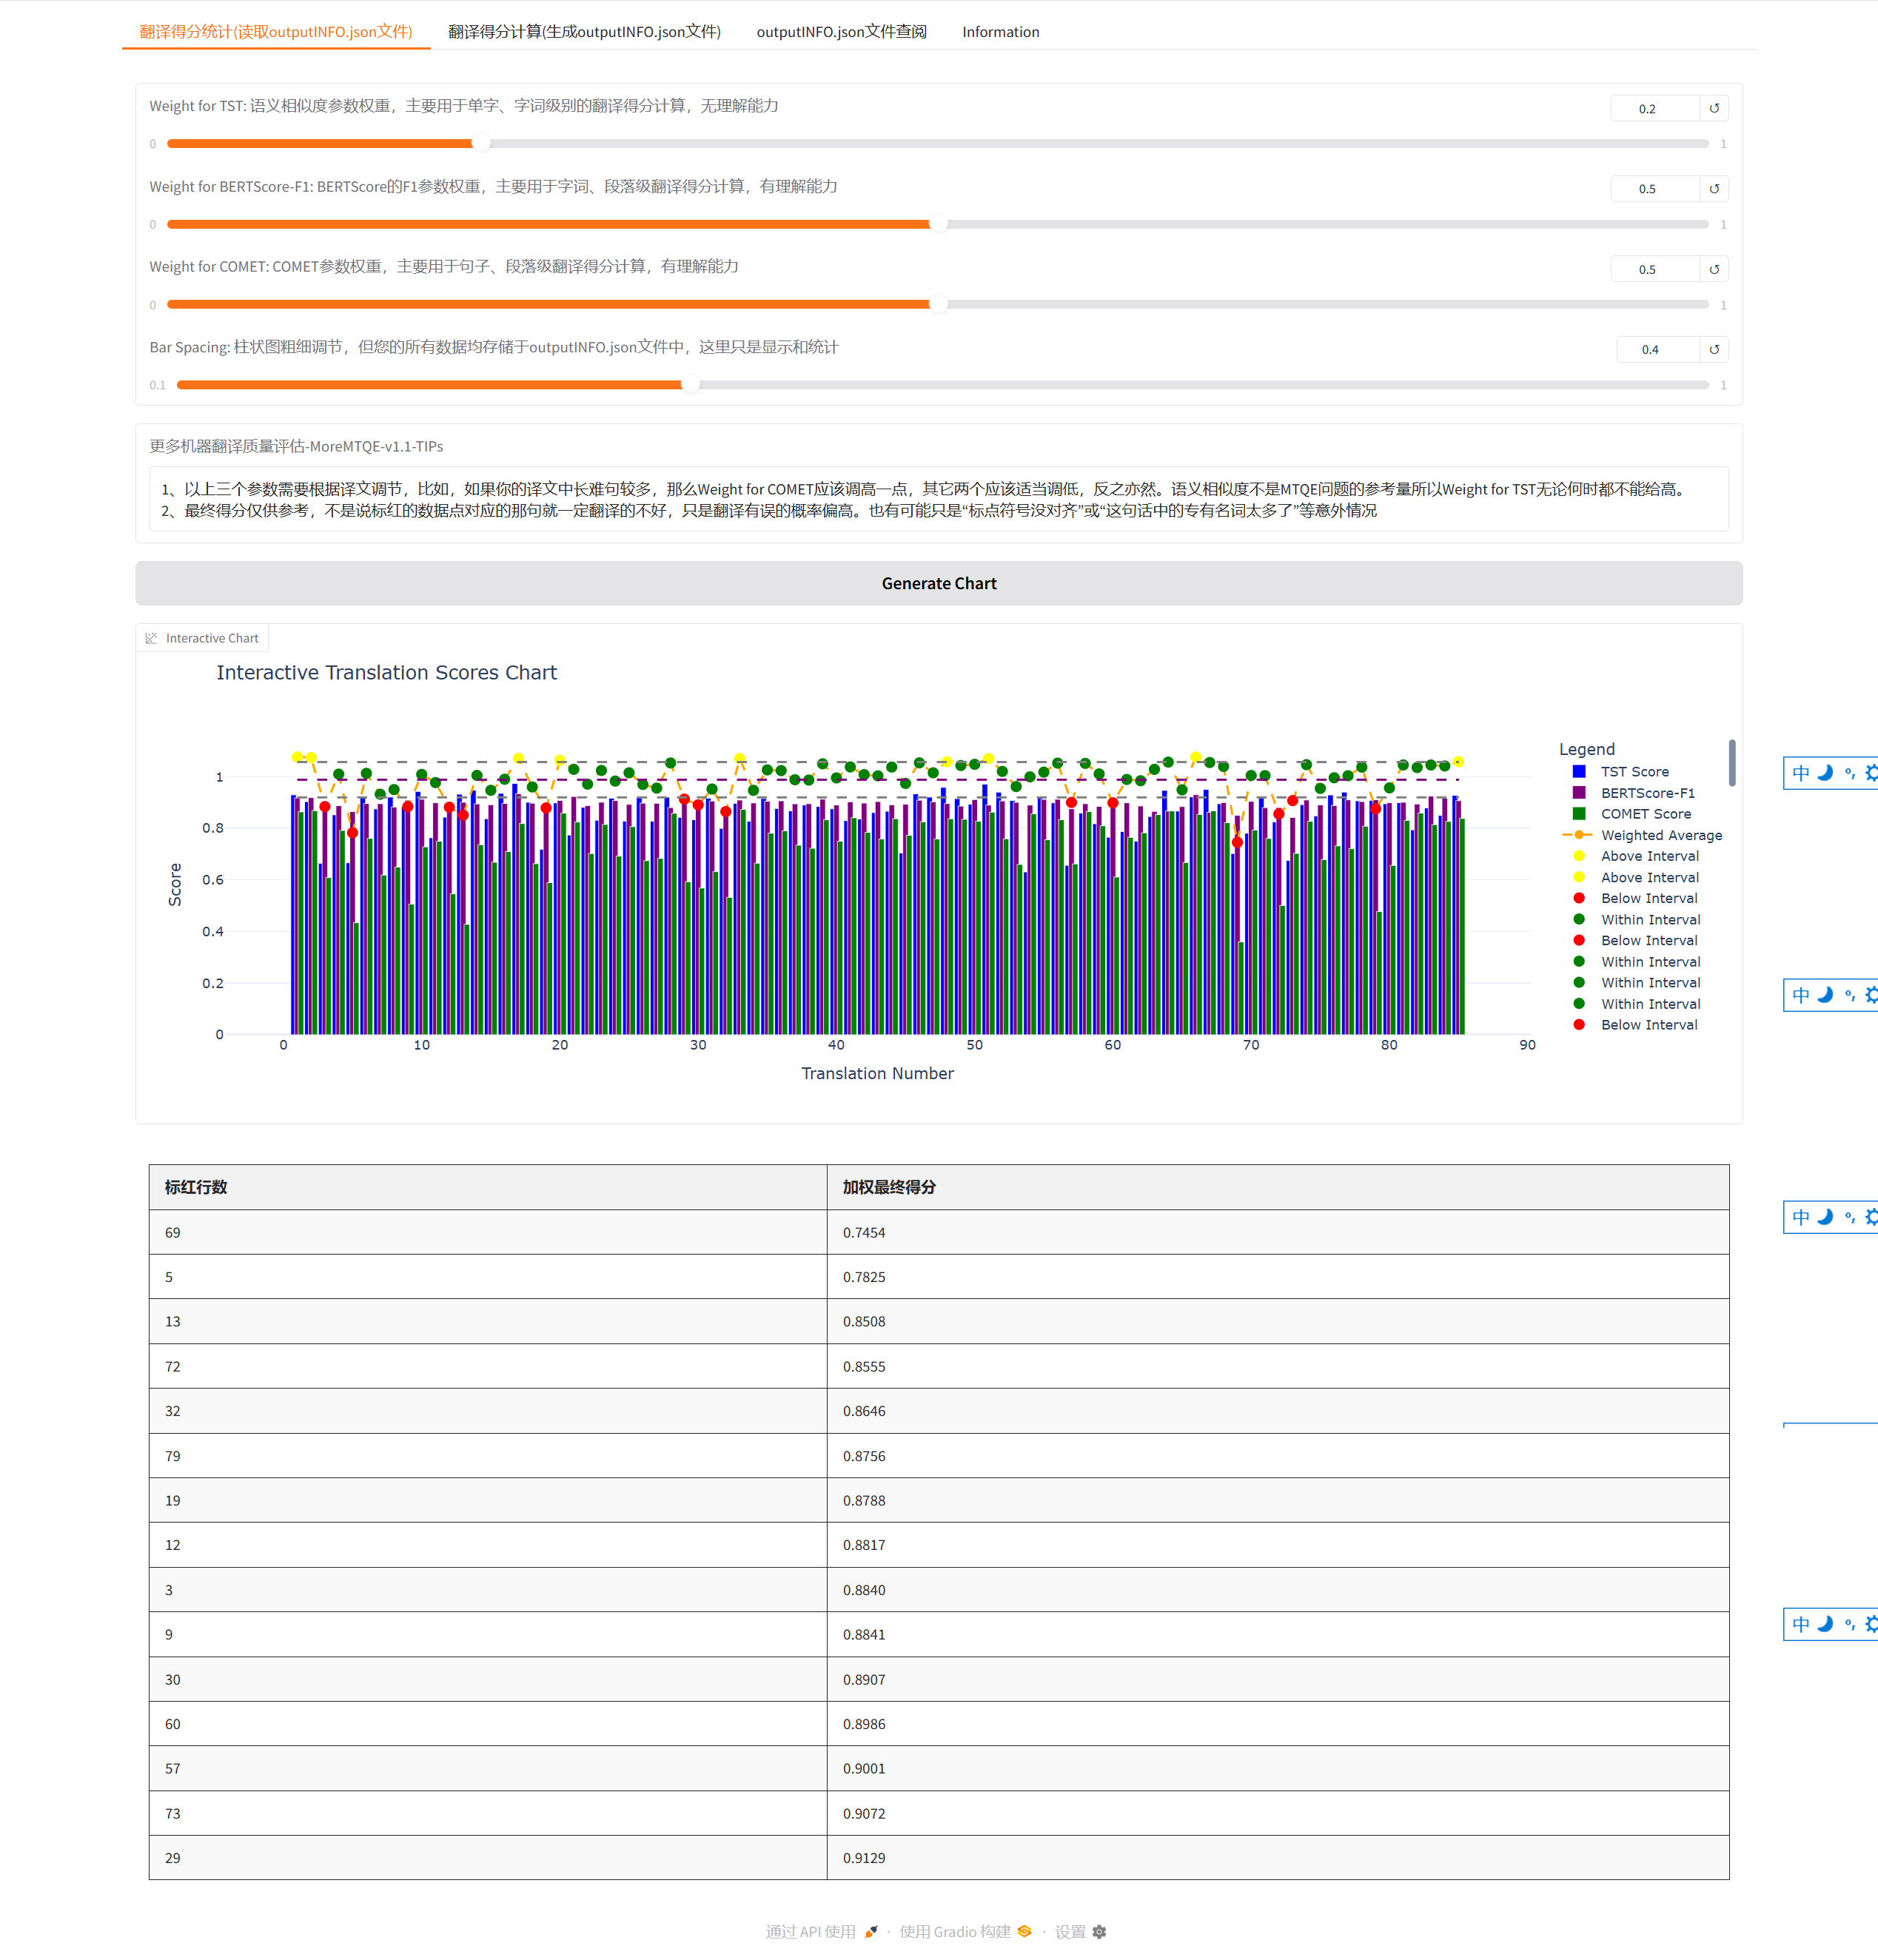 翻译得分统计(读取outputINFO.json文件) 翻译得分计算(生成outputINFO.json文件) outputINFO.json文件查阅 Information
Weight for TST: 语义相似度参数权重，主要用于单字、字词级别的翻译得分计算，无理解能力 0.2 ↺
0 1
Weight for BERTScore-F1: BERTScore的F1参数权重，主要用于字词、段落级翻译得分计算，有理解能力 0.5 ↺
0 1
Weight for COMET: COMET参数权重，主要用于句子、段落级翻译得分计算，有理解能力 0.5 ↺
0 1
Bar Spacing: 柱状图粗细调节，但您的所有数据均存储于outputINFO.json文件中，这里只是显示和统计 0.4 ↺
0.1 1
更多机器翻译质量评估-MoreMTQE-v1.1-TIPs
1、以上三个参数需要根据译文调节，比如，如果你的译文中长难句较多，那么Weight for COMET应该调高一点，其它两个应该适当调低，反之亦然。语义相似度不是MTQE问题的参考量所以Weight for TST无论何时都不能给高。
2、最终得分仅供参考，不是说标红的数据点对应的那句就一定翻译的不好，只是翻译有误的概率偏高。也有可能只是“标点符号没对齐”或“这句话中的专有名词太多了”等意外情况
Generate Chart
Interactive Chart
Interactive Translation Scores Chart
Score
1
0.8
0.6
0.4
0.2
0
0 10 20 30 40 50 60 70 80 90
Translation Number
Legend
TST Score
BERTScore-F1
COMET Score
Weighted Average
Above Interval
Above Interval
Below Interval
Within Interval
Below Interval
Within Interval
Within Interval
Within Interval
Below Interval
中
中
中
中
标红行数 加权最终得分
69 0.7454
5 0.7825
13 0.8508
72 0.8555
32 0.8646
79 0.8756
19 0.8788
12 0.8817
3 0.8840
9 0.8841
30 0.8907
60 0.8986
57 0.9001
73 0.9072
29 0.9129
通过 API 使用 · 使用 Gradio 构建 · 设置